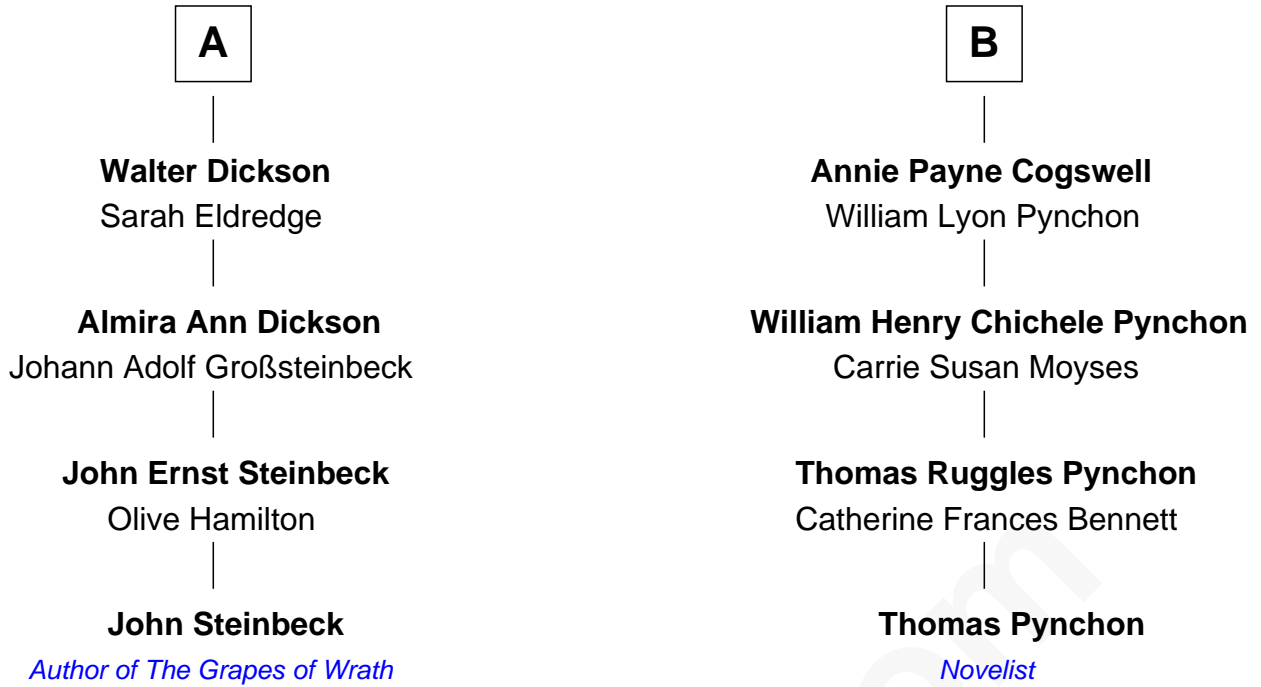 A
Walter Dickson
Sarah Eldredge
Almira Ann Dickson
Johann Adolf Großsteinbeck
John Ernst Steinbeck
Olive Hamilton
John Steinbeck
Author of The Grapes of Wrath
B
Annie Payne Cogswell
William Lyon Pynchon
William Henry Chichele Pynchon
Carrie Susan Moyses
Thomas Ruggles Pynchon
Catherine Frances Bennett
Thomas Pynchon
Novelist